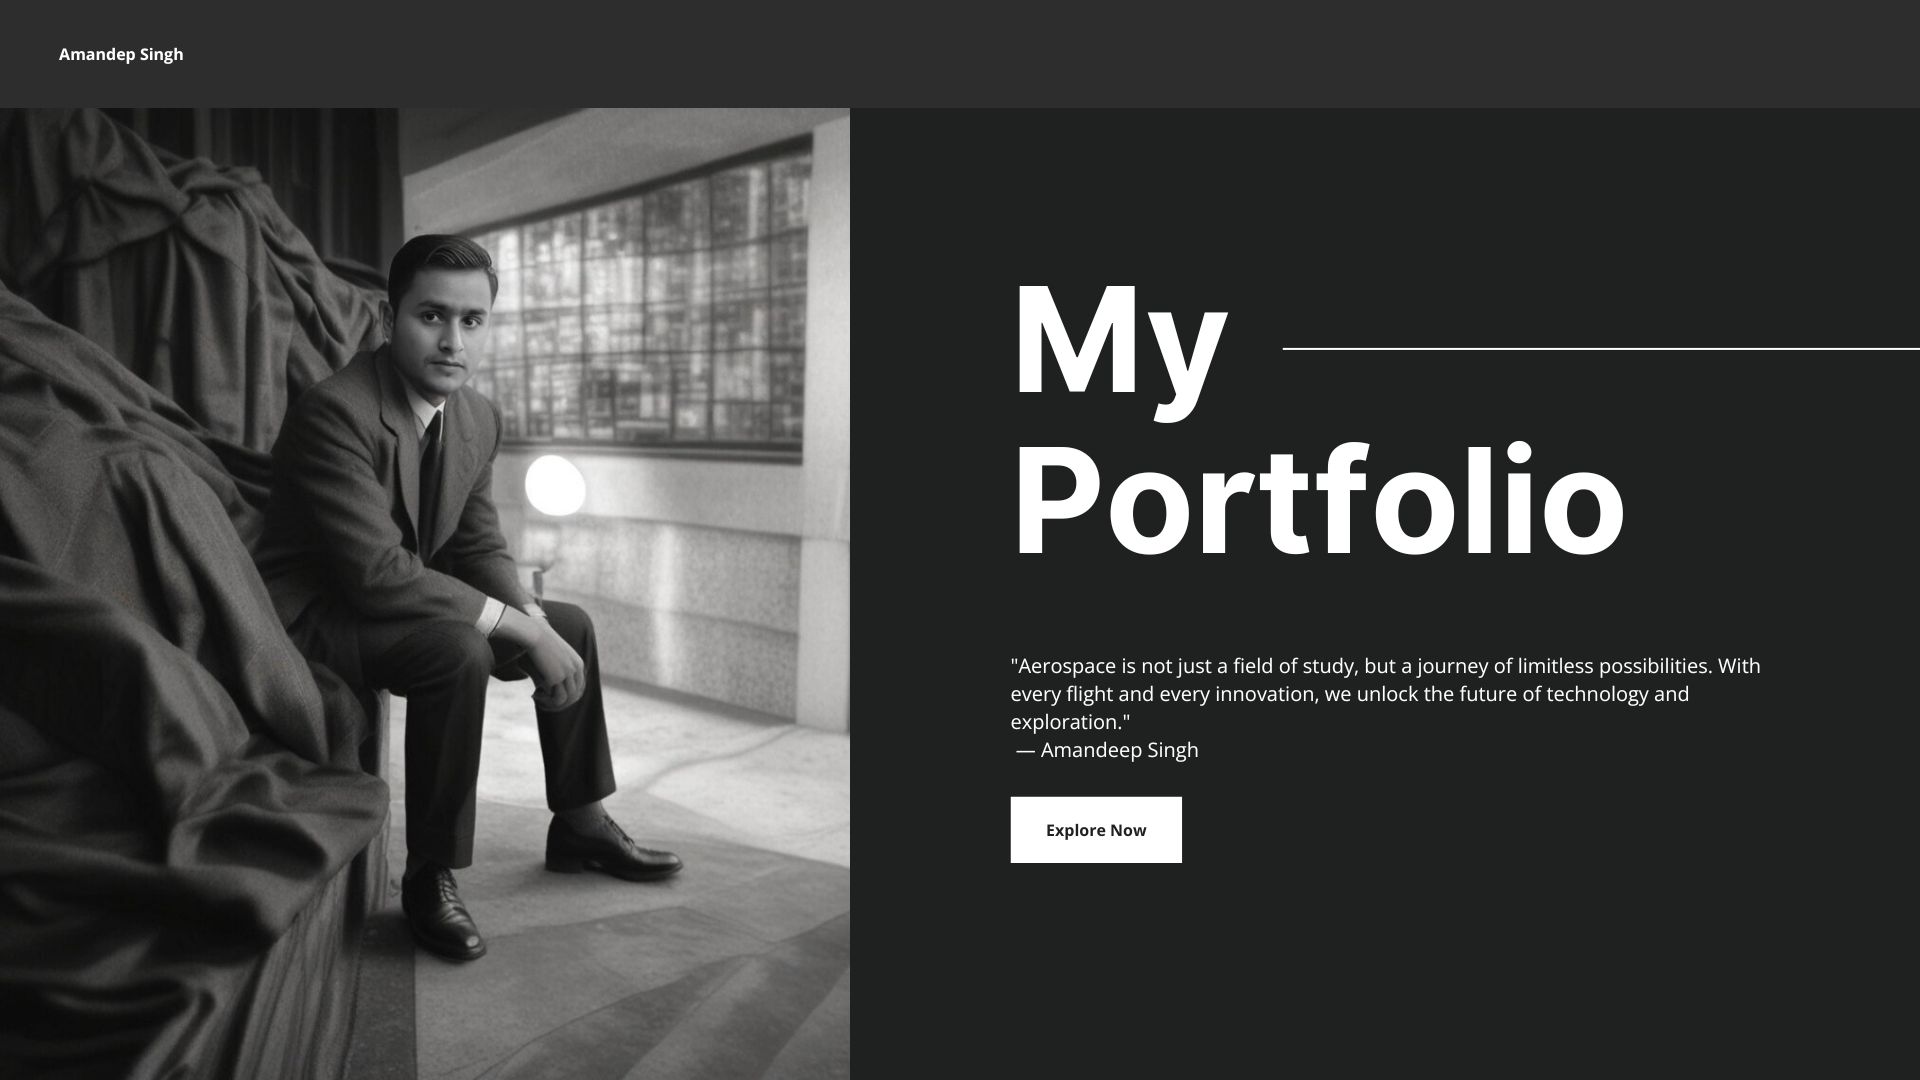 Amandep Singh
My
Portfolio
"Aerospace is not just a field of study, but a journey of limitless possibilities. With
every flight and every innovation, we unlock the future of technology and
exploration."
— Amandeep Singh
Explore Now